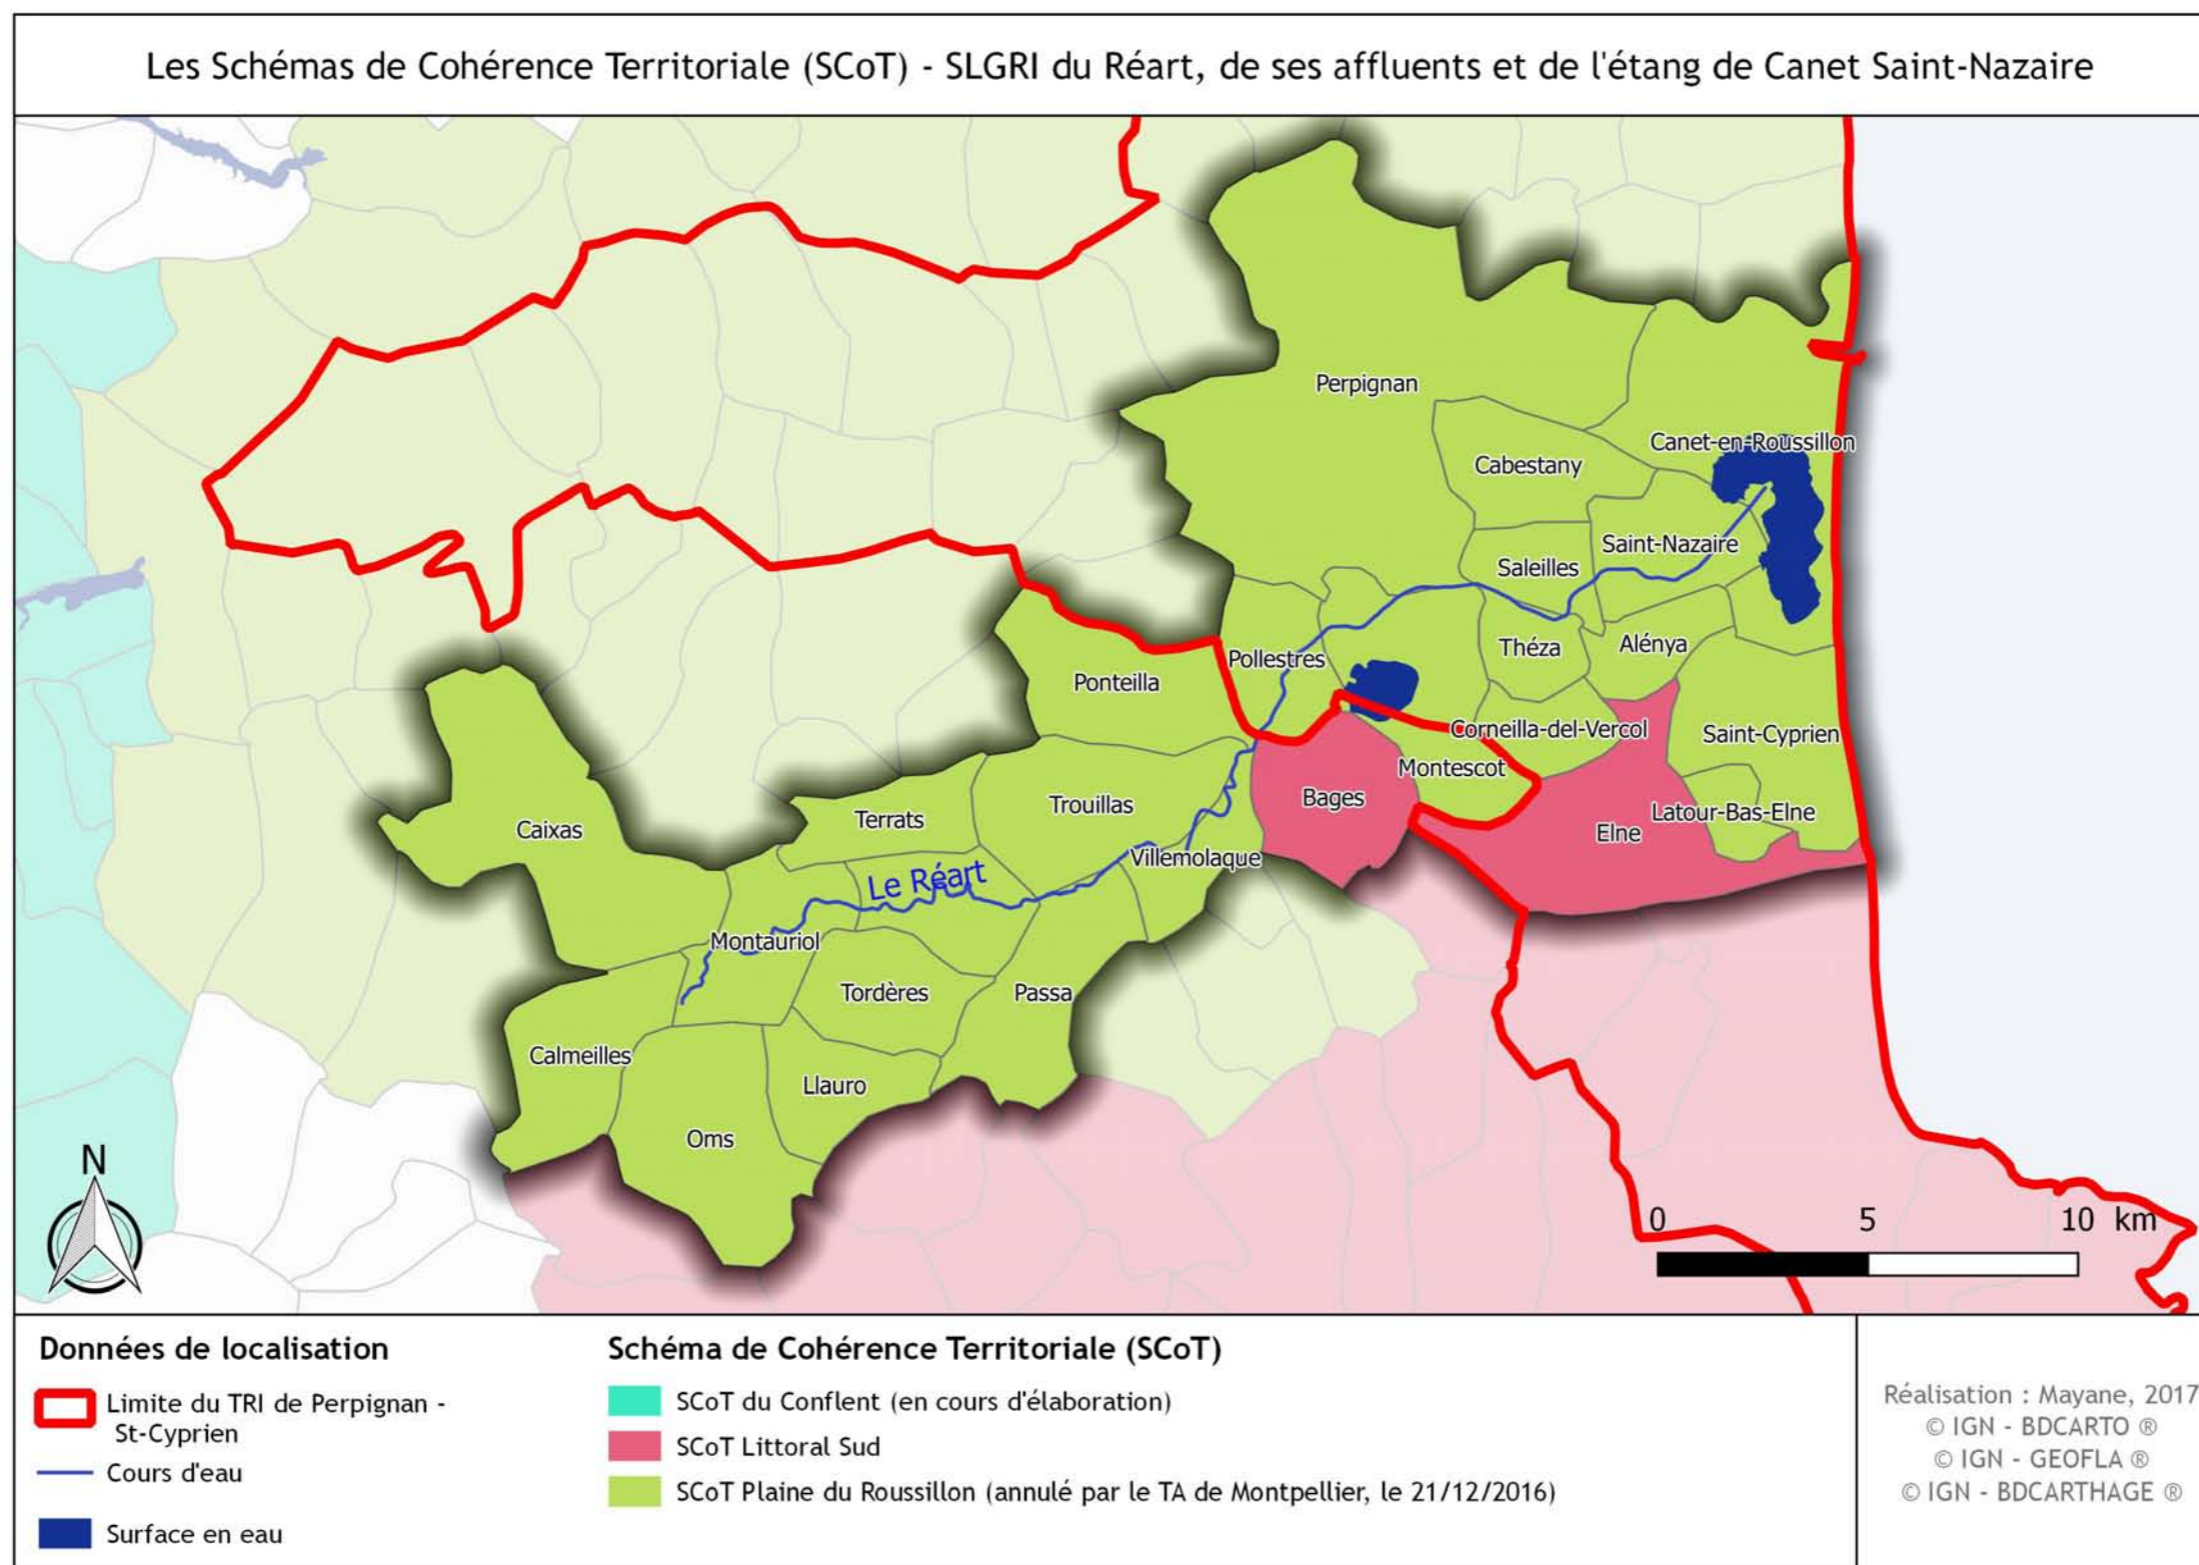 Les Schémas de Cohérence Territoriale (SCoT) - SLGRI du Réart, de ses affluents et de l'étang de Canet Saint-Nazaire
Perpignan
Canet-en-Roussillon
Cabestany
Saint-Nazaire
Saleilles
Théza
Alénya
Pollestres
Ponteilla
Corneilla-del-Vercol
Saint-Cyprien
Montescot
Bages
Trouillas
Terrats
Caixas
Latour-Bas-Elne
Elne
Villemolaque
Le Réart
Montauriol
Tordères
Passa
Calmeilles
Llauro
Oms
N
0 5 10 km
Données de localisation
Limite du TRI de Perpignan -
St-Cyprien
Cours d'eau
Surface en eau
Schéma de Cohérence Territoriale (SCoT)
SCoT du Conflent (en cours d'élaboration)
SCoT Littoral Sud
SCoT Plaine du Roussillon (annulé par le TA de Montpellier, le 21/12/2016)
Réalisation : Mayane, 2017
© IGN - BDCARTO ®
© IGN - GEOFLA ®
© IGN - BDCARTHAGE ®